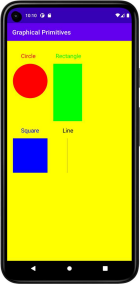 10:10
Graphical Primitives
Circle Rectangle
Square Line